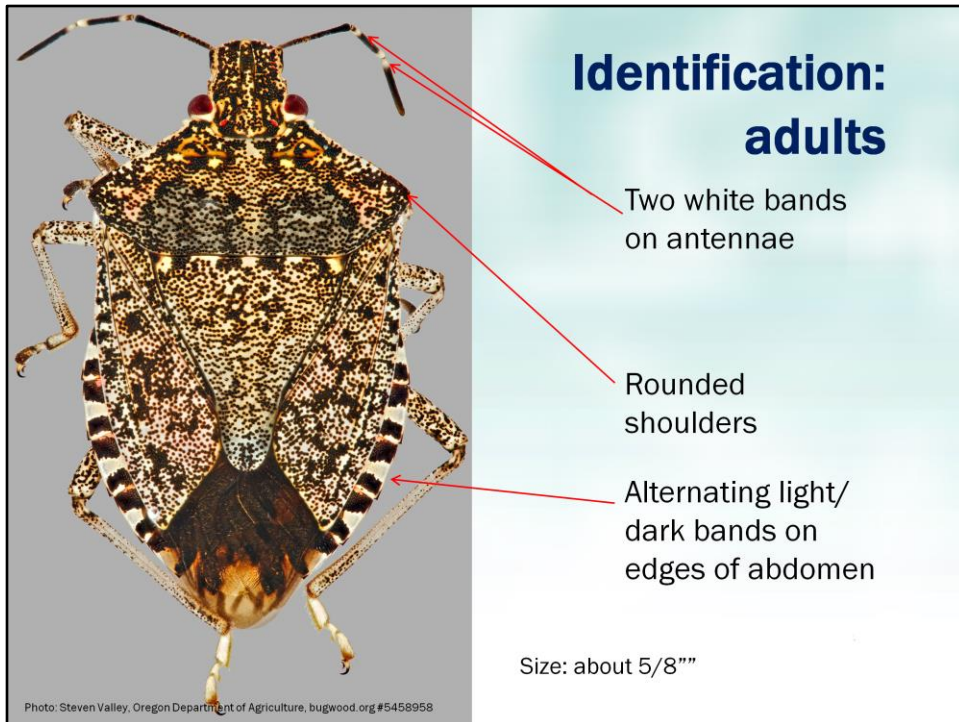 Identification:
adults
Two white bands
on antennae
Rounded
shoulders
Alternating light/
dark bands on
edges of abdomen
Size: about 5/8””
Photo: Steven Valley, Oregon Department of Agriculture, bugwood.org #5458958